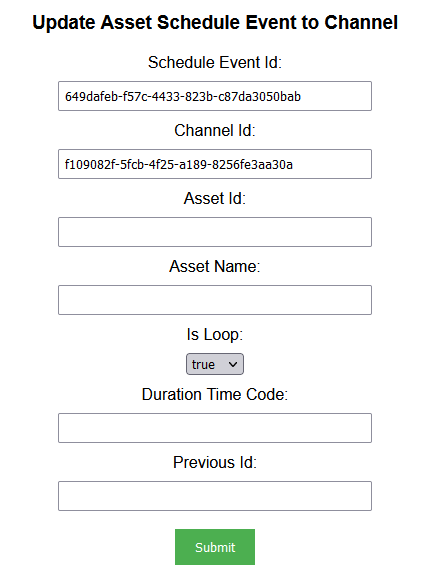 Update Asset Schedule Event to Channel
Schedule Event Id:
649dafeb-f57c-4433-823b-c87da3050bab
Channel Id:
f109082f-5fcb-4f25-a189-8256fe3aa30a
Asset Id:
Asset Name:
Is Loop:
true
Duration Time Code:
Previous Id:
Submit